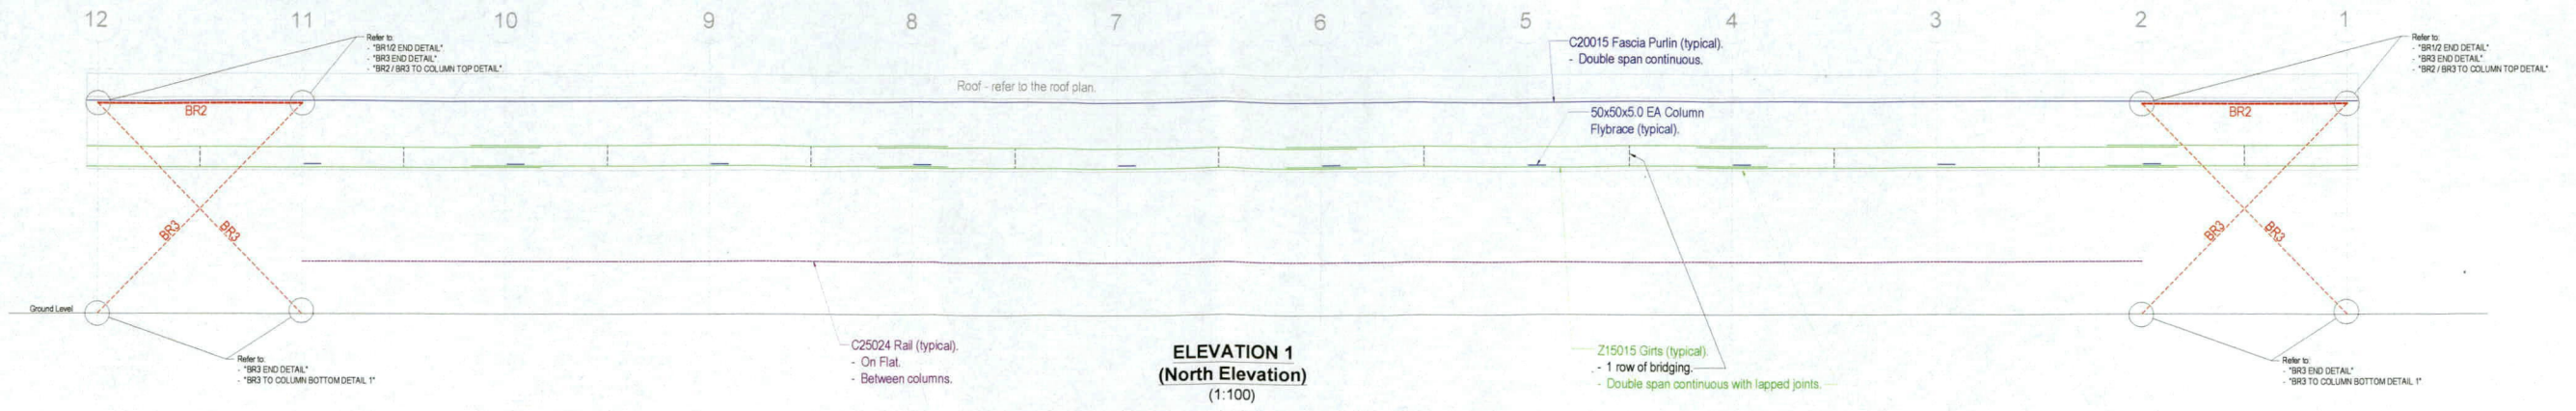 12 11 10 9 8 7 6 5 4 3 2 1
Refer to:
- "BR1/2 END DETAIL"
- "BR3 END DETAIL"
- "BR2 / BR3 TO COLUMN TOP DETAIL"
C20015 Fascia Purlin (typical).
- Double span continuous.
Refer to:
- "BR1/2 END DETAIL"
- "BR3 END DETAIL"
- "BR2 / BR3 TO COLUMN TOP DETAIL"
Roof - refer to the roof plan.
BR2
50x50x5.0 EA Column
Flybrace (typical).
BR2
BR3
BR3
BR3
BR3
Ground Level
Refer to:
- "BR3 END DETAIL"
- "BR3 TO COLUMN BOTTOM DETAIL 1"
C25024 Rail (typical).
- On Flat.
- Between columns.
ELEVATION 1
(North Elevation)
(1:100)
Z15015 Girts (typical).
- 1 row of bridging.
- Double span continuous with lapped joints.
Refer to:
- "BR3 END DETAIL"
- "BR3 TO COLUMN BOTTOM DETAIL 1"